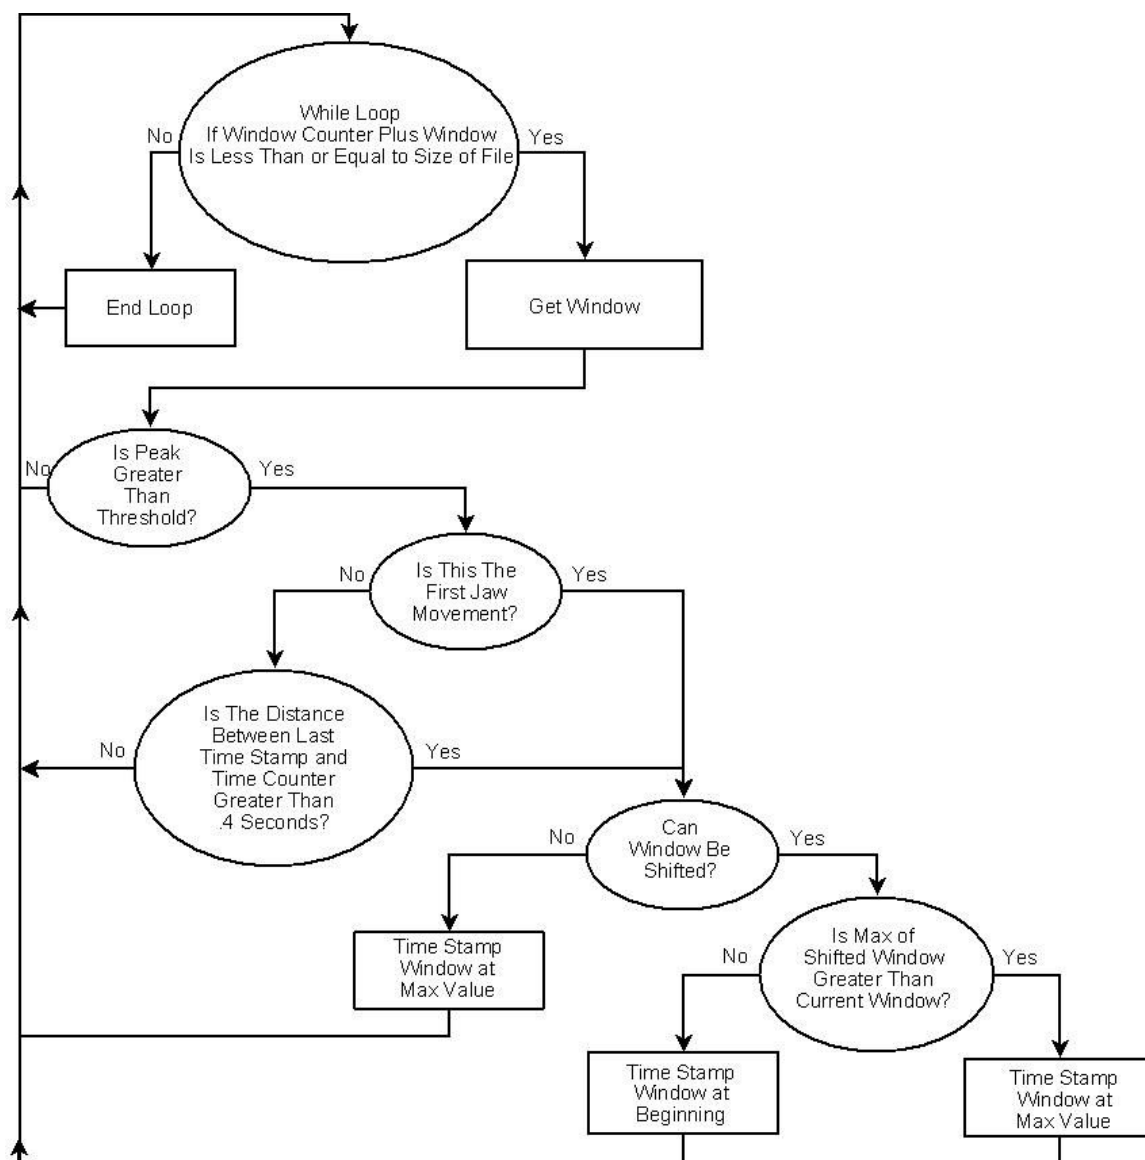 While Loop
No
If Window Counter Plus Window
Yes
Is Less Than or Equal to Size of File
End Loop
Get Window
Is Peak
Greater
Than
Threshold?
No
Yes
Is This The
First Jaw
Movement?
No
Yes
Is The Distance
Between Last
Time Stamp and
Time Counter
Greater Than
.4 Seconds?
No
Yes
Can
Window Be
Shifted?
No
Yes
Time Stamp
Window at
Max Value
Is Max of
Shifted Window
Greater Than
Current Window?
No
Yes
Time Stamp
Window at
Beginning
Time Stamp
Window at
Max Value